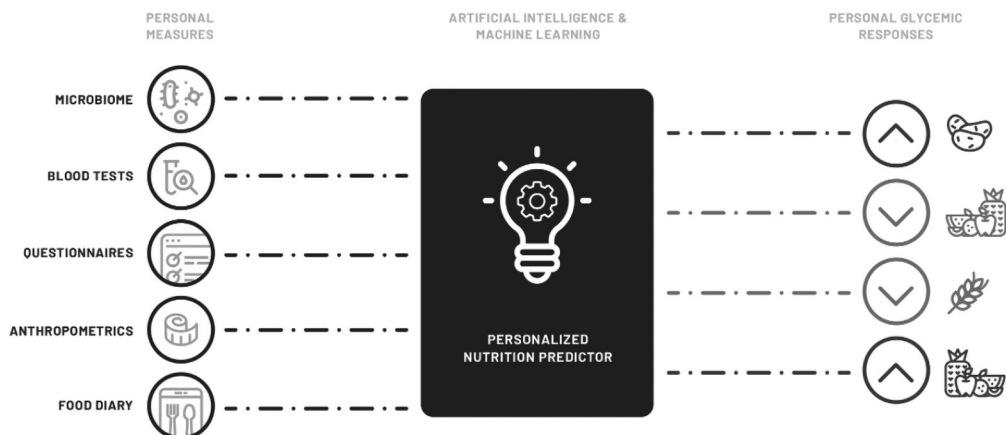 PERSONAL
MEASURES
ARTIFICIAL INTELLIGENCE &
MACHINE LEARNING
PERSONAL GLYCEMIC
RESPONSES
MICROBIOME
BLOOD TESTS
QUESTIONNAIRES
ANTHROPOMETRICS
FOOD DIARY
PERSONALIZED
NUTRITION PREDICTOR